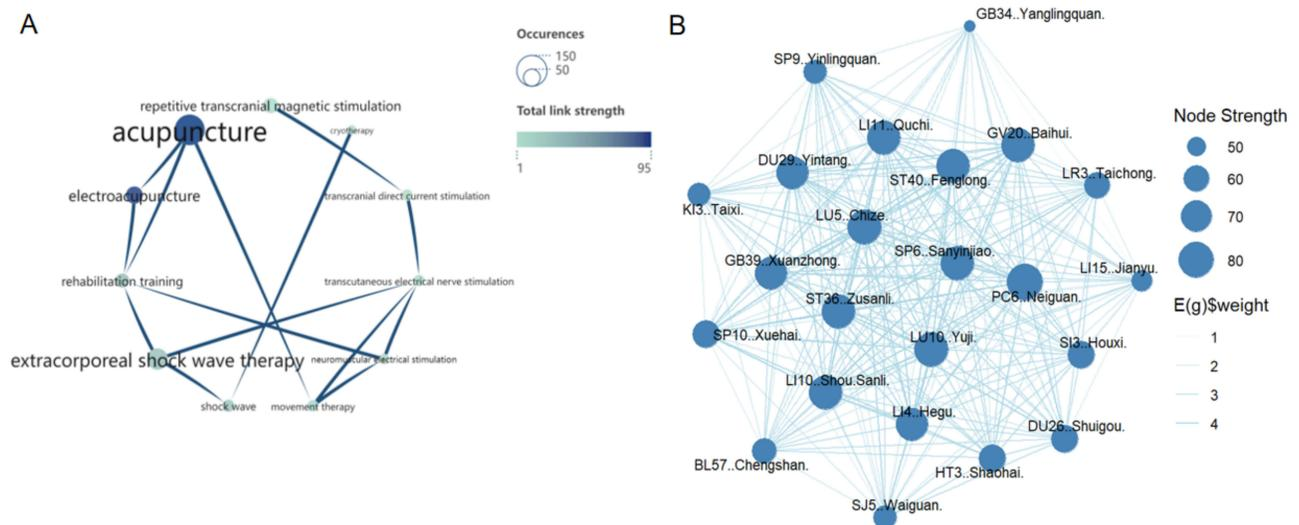 A
Occurences
150
50
Total link strength
1
95
repetitive transcranial magnetic stimulation
acupuncture
cryotherapy
electroacupuncture
transcranial direct current stimulation
rehabilitation training
transcutaneous electrical nerve stimulation
extracorporeal shock wave therapy
neuromuscular electrical stimulation
shock wave
movement therapy
B
GB34..Yanglingquan.
SP9..Yinlingquan.
LI11..Quchi.
GV20..Baihui.
DU29..Yintang.
ST40..Fenglong.
LR3..Taichong.
KI3..Taixi.
LU5..Chize.
SP6..Sanyinjiao.
GB39..Xuanzhong.
LI15..Jianyu.
PC6..Neiguan.
ST36..Zusanli.
SP10..Xuehai.
LU10..Yuji.
SI3..Houxi.
LI10..Shou.Sanli.
LI4..Hegu.
DU26..Shuigou.
BL57..Chengshan.
HT3..Shaohai.
SJ5..Waiguan.
Node Strength
50
60
70
80
E(g)$weight
1
2
3
4